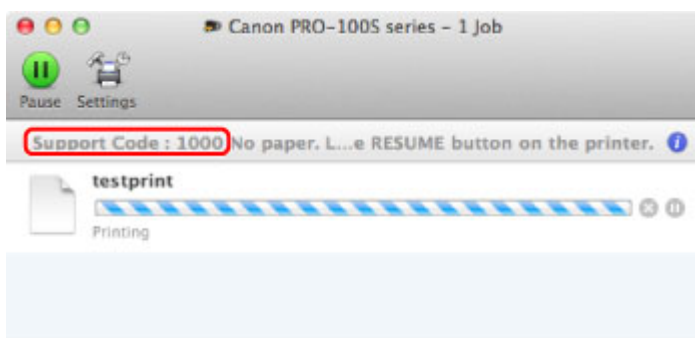 Canon PRO-100S series – 1 Job
Pause Settings
Support Code : 1000 No paper. L...e RESUME button on the printer.
testprint
Printing